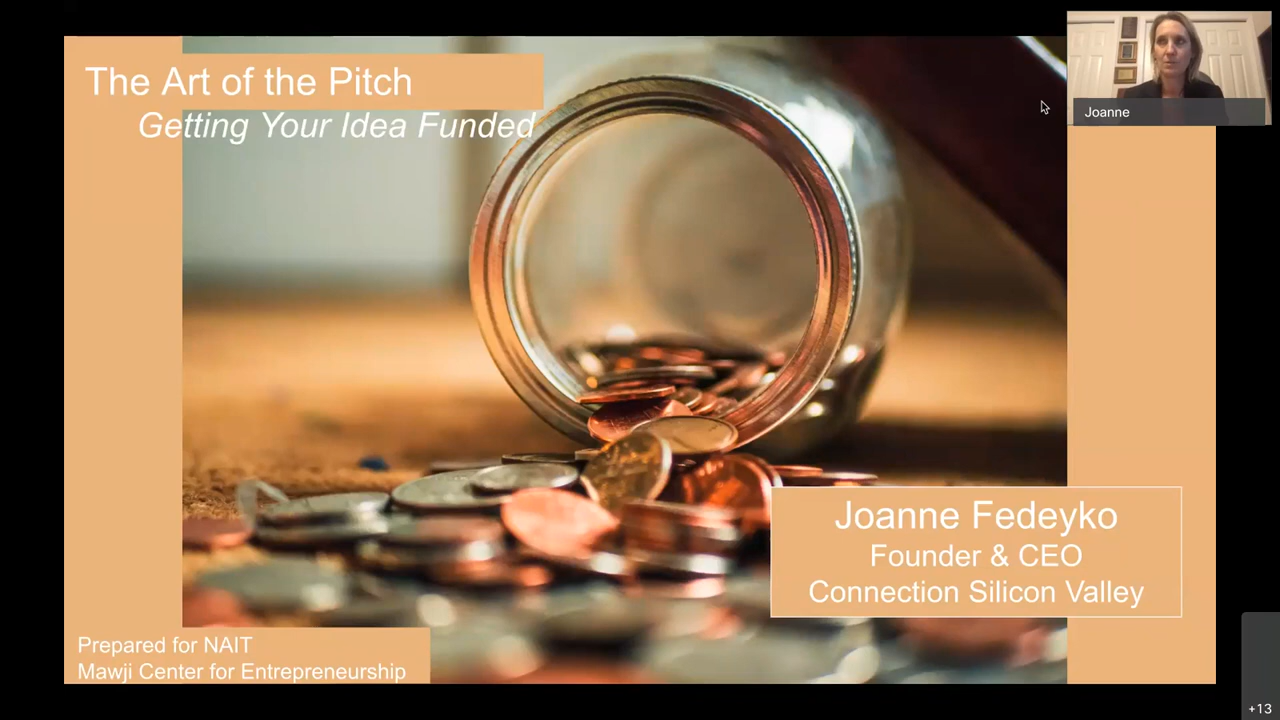 The Art of the Pitch
Getting Your Idea Funded
Joanne
Joanne Fedeyko
Founder & CEO
Connection Silicon Valley
Prepared for NAIT
Mawji Center for Entrepreneurship
+13